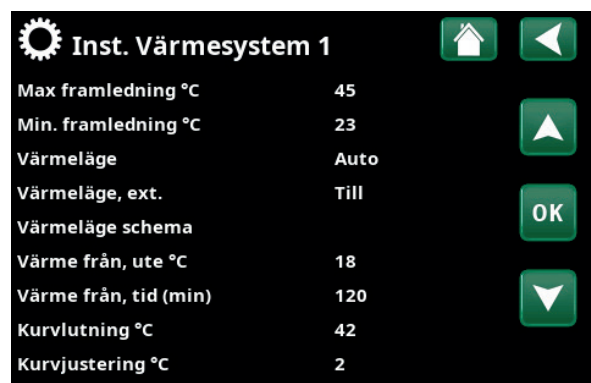 Inst. Värmesystem 1
Max framledning °C 45
Min. framledning °C 23
Värmeläge Auto
Värmeläge, ext. Till
OK
Värmeläge schema
Värme från, ute °C 18
Värme från, tid (min) 120
Kurvlutning °C 42
Kurvjustering °C 2